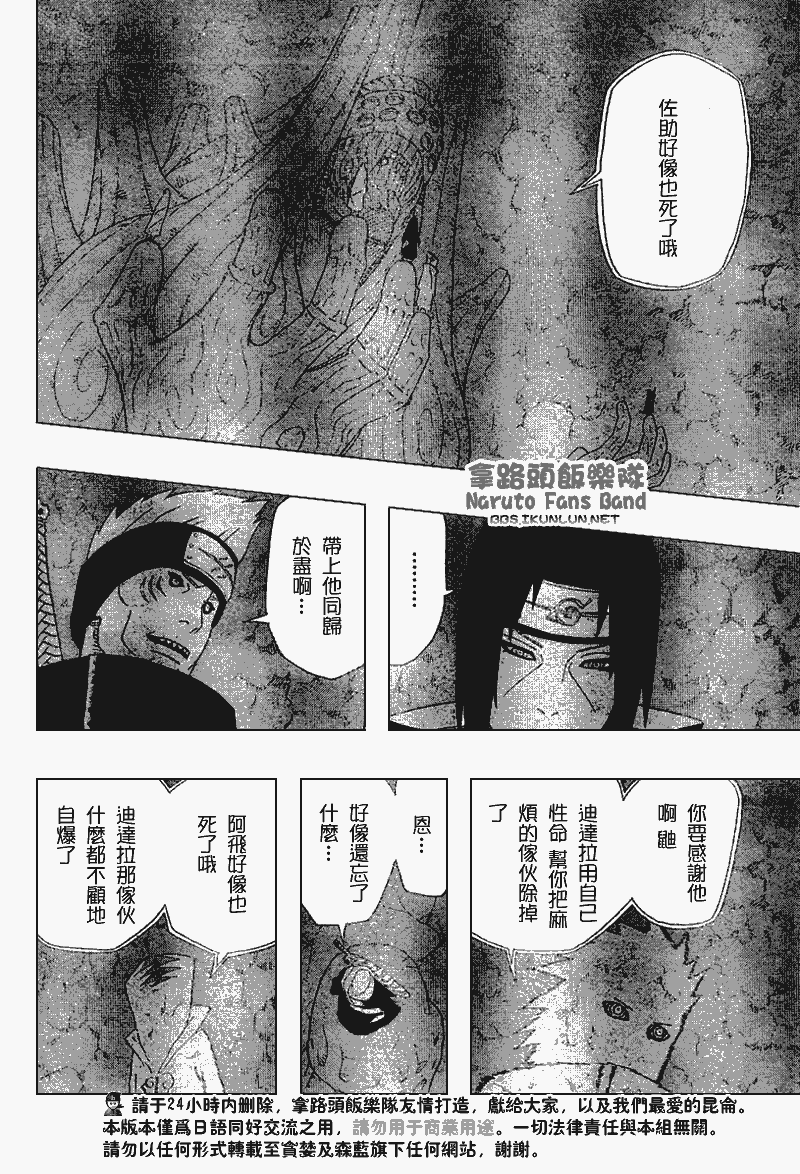 佐助好像也死了哦
拿路頭飯樂隊
Naruto Fans Band
BBS.IKUNLUN.NET
帶上他同歸
於盡啊…
………
你要感謝他
啊 鼬
迪達拉用自己
性命 幫你把麻
煩的傢伙除掉
了
恩…
好像還忘了
什麼…
阿飛好像也
死了哦
迪達拉那傢伙
什麼都不顧地
自爆了
請于24小時内删除，拿路頭飯樂隊友情打造，獻給大家，以及我們最愛的昆侖。
本版本僅爲日語同好交流之用，請勿用于商業用途。一切法律責任與本組無關。
請勿以任何形式轉載至貪婪及森藍旗下任何網站，謝謝。